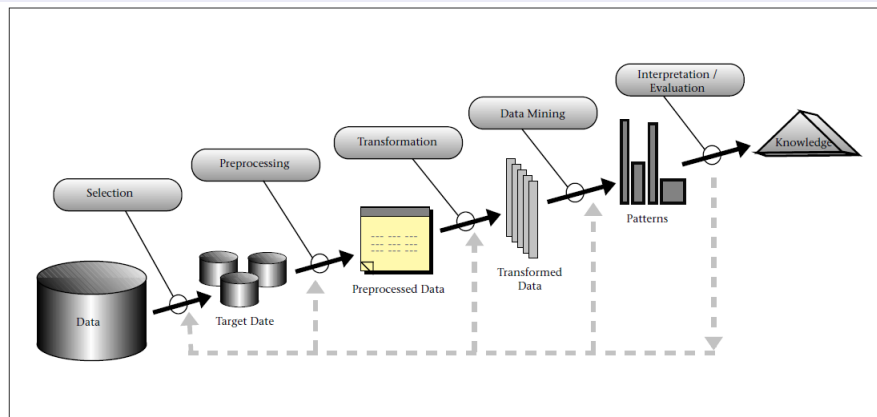 Interpretation /
Evaluation
Data Mining
Knowledge
Transformation
Preprocessing
Patterns
Selection
Transformed
Data
Preprocessed Data
Data
Target Date